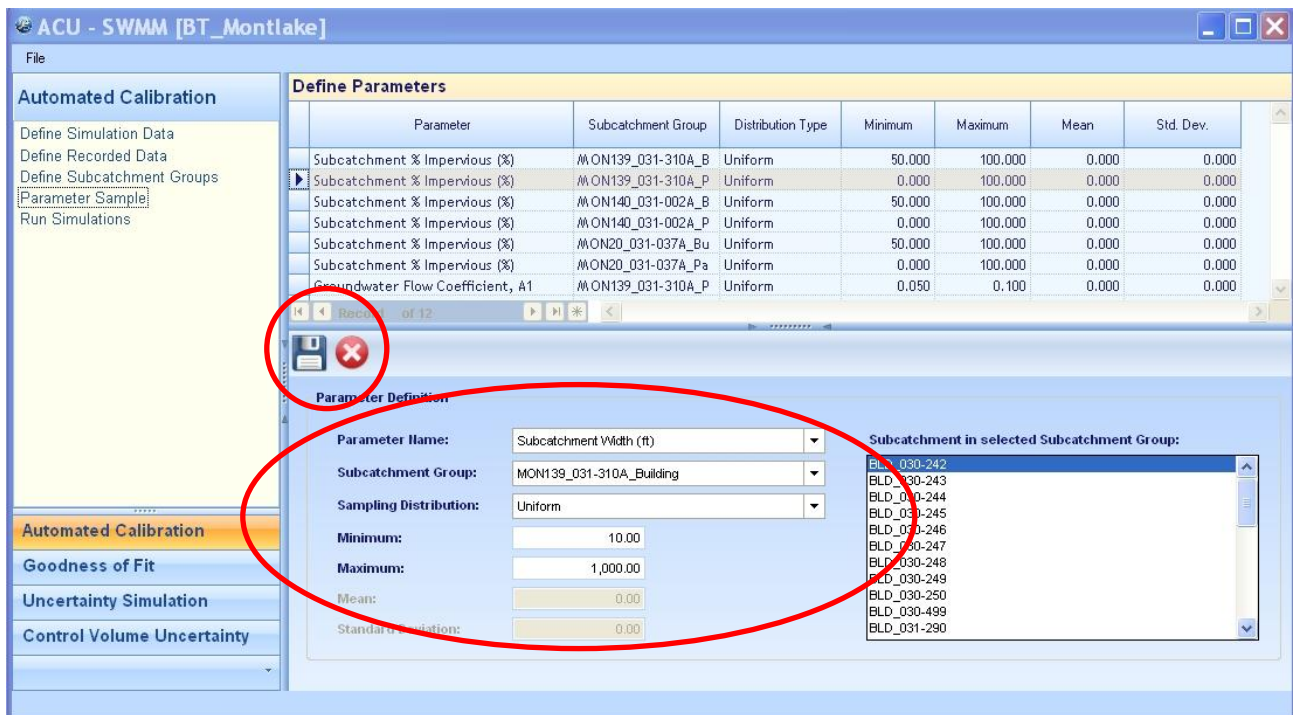 ACU - SWMM [BT_Montlake]
File
Automated Calibration
Define Simulation Data
Define Recorded Data
Define Subcatchment Groups
Parameter Sample
Run Simulations
Automated Calibration
Goodness of Fit
Uncertainty Simulation
Control Volume Uncertainty
Define Parameters
Parameter Subcatchment Group Distribution Type Minimum Maximum Mean Std. Dev.
Subcatchment % Impervious (%) MON139_031-310A_B Uniform 50.000 100.000 0.000 0.000
Subcatchment % Impervious (%) MON139_031-310A_P Uniform 0.000 100.000 0.000 0.000
Subcatchment % Impervious (%) MON140_031-002A_B Uniform 50.000 100.000 0.000 0.000
Subcatchment % Impervious (%) MON140_031-002A_P Uniform 0.000 100.000 0.000 0.000
Subcatchment % Impervious (%) MON20_031-037A_Bu Uniform 50.000 100.000 0.000 0.000
Subcatchment % Impervious (%) MON20_031-037A_Pa Uniform 0.000 100.000 0.000 0.000
Groundwater Flow Coefficient, A1 MON139_031-310A_P Uniform 0.050 0.100 0.000 0.000
Record of 12
Parameter Definition
Parameter Name: Subcatchment Width (ft)
Subcatchment Group: MON139_031-310A_Building
Sampling Distribution: Uniform
Minimum: 10.00
Maximum: 1,000.00
Mean: 0.00
Standard Deviation: 0.00
Subcatchment in selected Subcatchment Group:
BLD_030-242
BLD_030-243
BLD_030-244
BLD_030-245
BLD_030-246
BLD_030-247
BLD_030-248
BLD_030-249
BLD_030-250
BLD_030-499
BLD_031-290